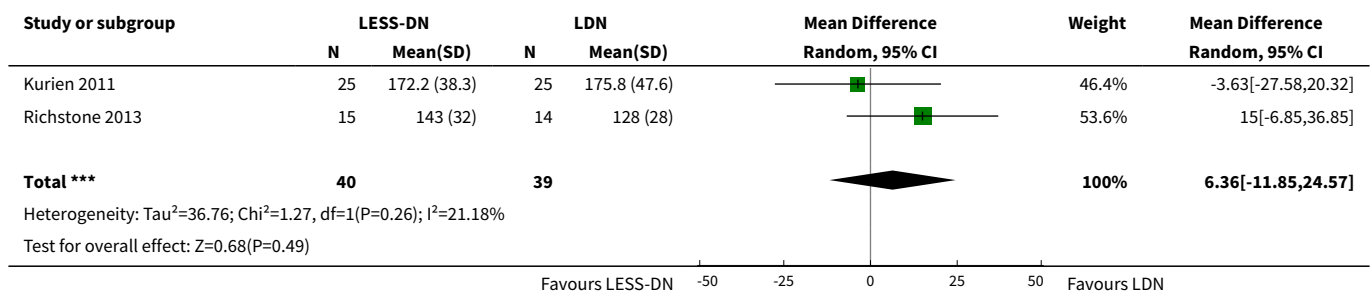 Study or subgroup LESS-DN LDN Mean Difference Weight Mean Difference
N Mean(SD) N Mean(SD) Random, 95% CI Random, 95% CI
Kurien 2011 25 172.2 (38.3) 25 175.8 (47.6) 46.4% -3.63[-27.58,20.32]
Richstone 2013 15 143 (32) 14 128 (28) 53.6% 15[-6.85,36.85]
Total *** 40 39 100% 6.36[-11.85,24.57]
Heterogeneity: Tau²=36.76; Chi²=1.27, df=1(P=0.26); I²=21.18%
Test for overall effect: Z=0.68(P=0.49)
Favours LESS-DN -50 -25 0 25 50 Favours LDN